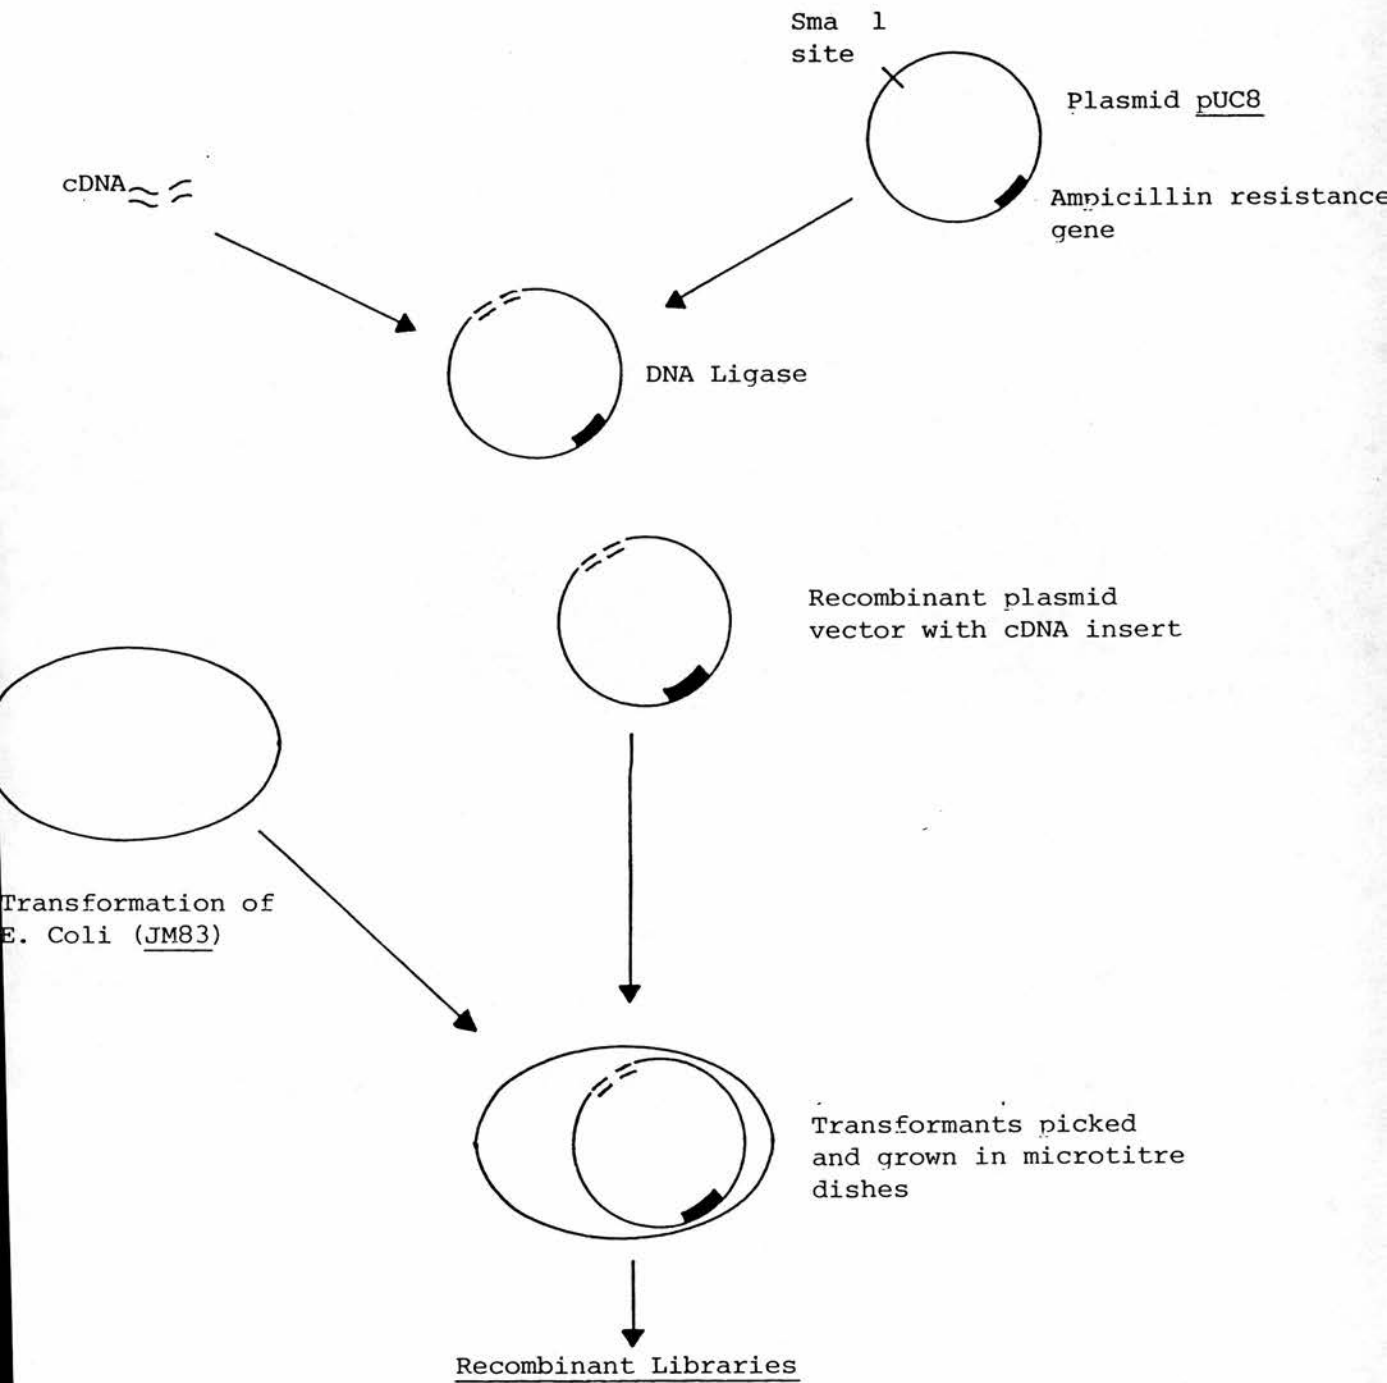 Sma 1
site
Plasmid pUC8
cDNA
Ampicillin resistance
gene
DNA Ligase
Recombinant plasmid
vector with cDNA insert
Transformation of
E. Coli (JM83)
Transformants picked
and grown in microtitre
dishes
Recombinant Libraries